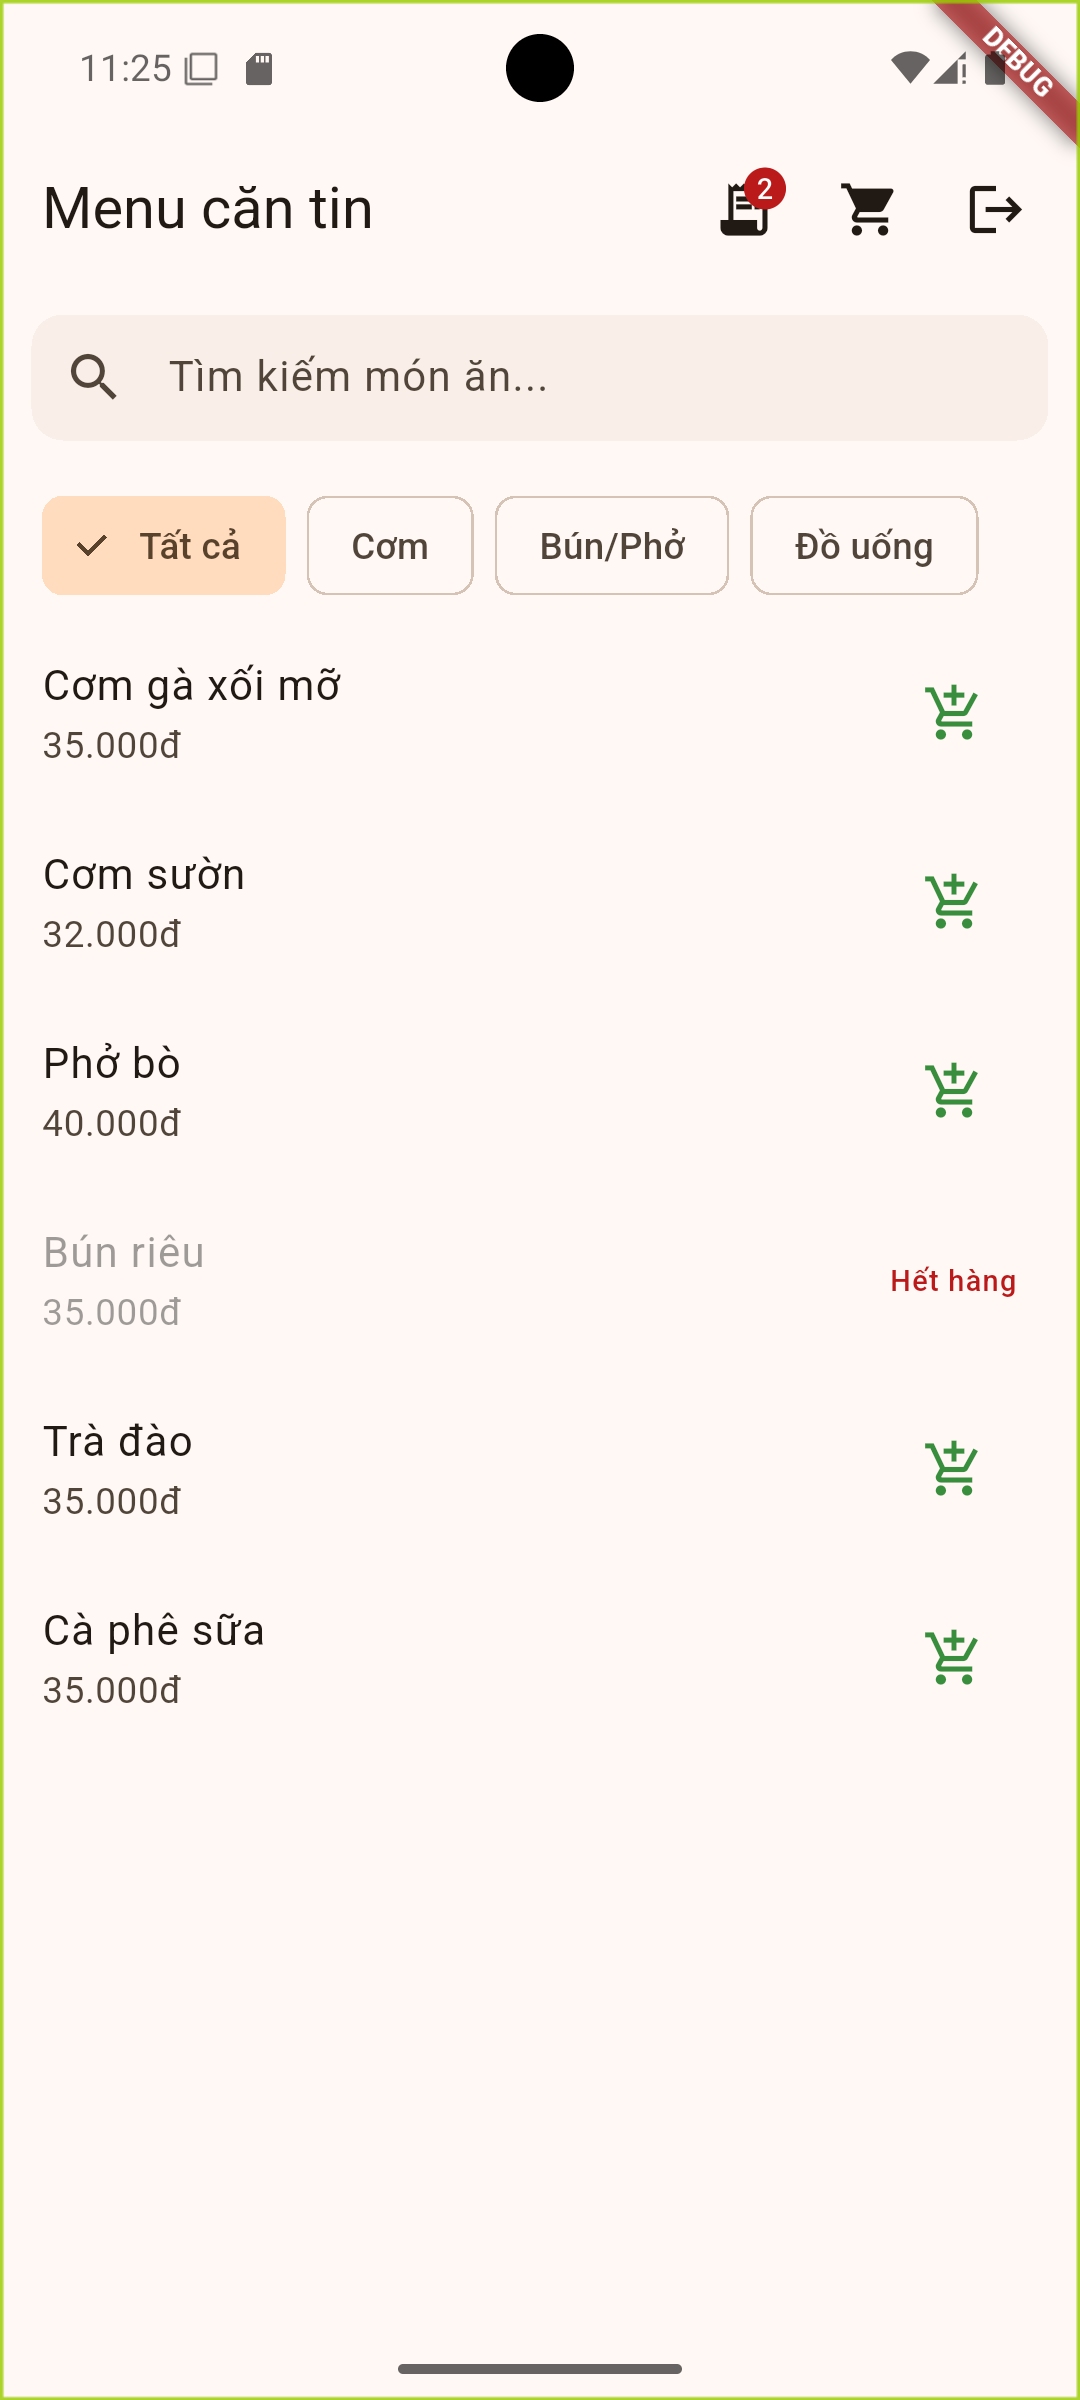 11:25
DEBUG
Menu căn tin
2
Tìm kiếm món ăn...
Tất cả Cơm Bún/Phở Đồ uống
Cơm gà xối mỡ
35.000đ
Cơm sườn
32.000đ
Phở bò
40.000đ
Bún riêu
35.000đ
Hết hàng
Trà đào
35.000đ
Cà phê sữa
35.000đ